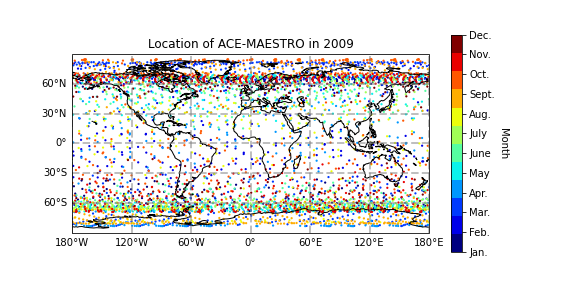 Location of ACE-MAESTRO in 2009
60°N
30°N
0°
30°S
60°S
180°W 120°W 60°W 0° 60°E 120°E 180°E
Dec.
Nov.
Oct.
Sept.
Aug.
July
June
May
Apr.
Mar.
Feb.
Jan.
Month